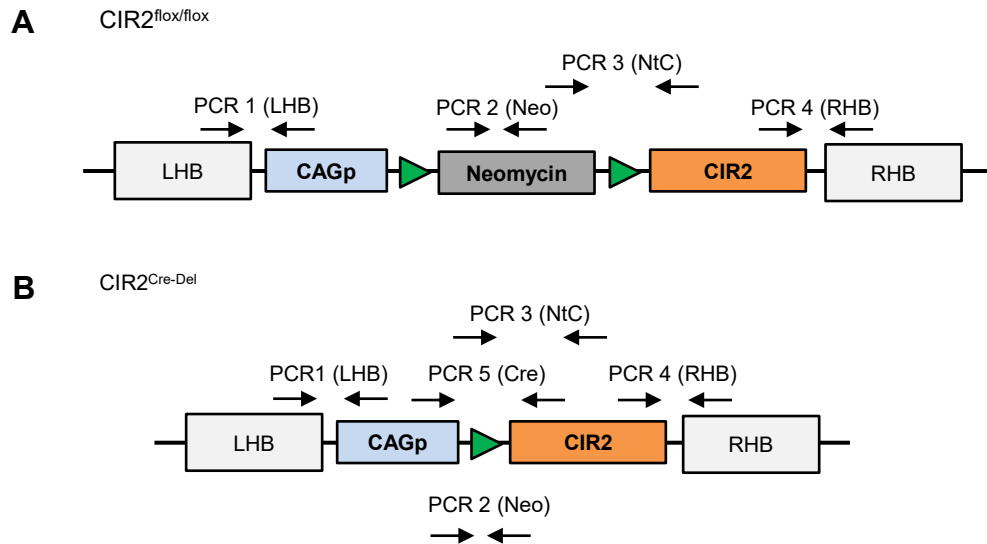 A
CIR2flox/flox
PCR 3 (NtC)
PCR 1 (LHB)
PCR 2 (Neo)
PCR 4 (RHB)
LHB
CAGp
Neomycin
CIR2
RHB
B
CIR2Cre-Del
PCR 3 (NtC)
PCR1 (LHB)
PCR 5 (Cre)
PCR 4 (RHB)
LHB
CAGp
CIR2
RHB
PCR 2 (Neo)